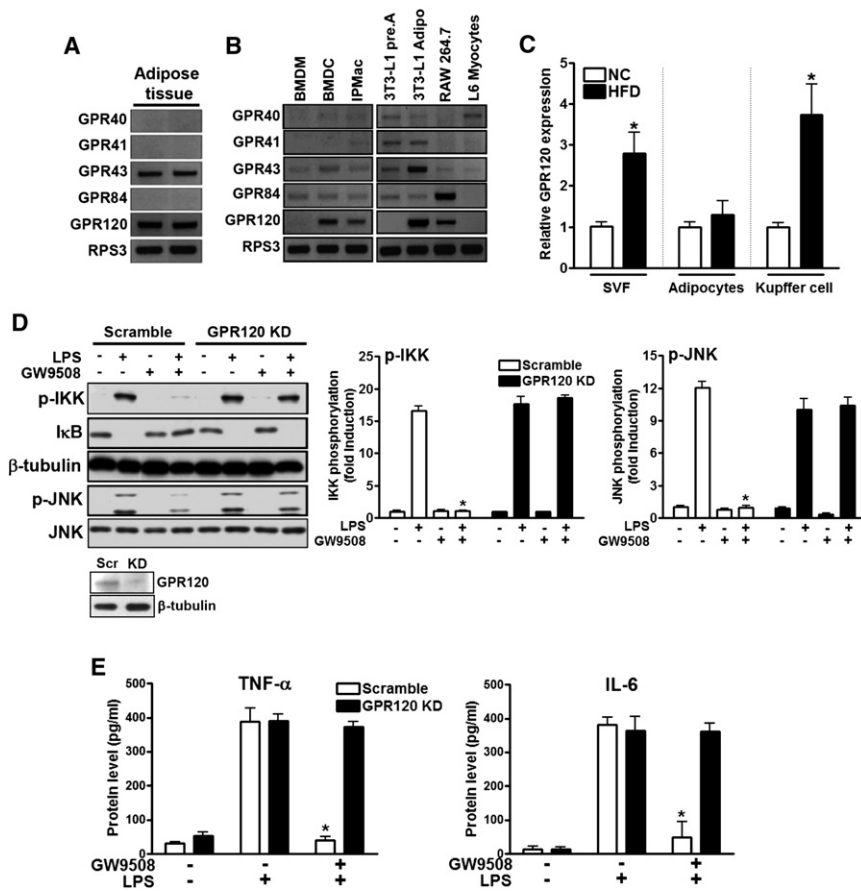 A
Adipose
tissue
GPR40
GPR41
GPR43
GPR84
GPR120
RPS3
B
BMDM
BMDC
IPMac
3T3-L1 pre.A
3T3-L1 Adipo
RAW 264.7
L6 Myocytes
GPR40
GPR41
GPR43
GPR84
GPR120
RPS3
C
Relative GPR120 expression
6
4
2
1
0
NC
HFD
*
*
SVF Adipocytes Kupffer cell
D
Scramble GPR120 KD
LPS - + - + - + - +
GW9508 - - + + - - + +
p-IKK
IκB
β-tubulin
p-JNK
JNK
Scr KD
GPR120
β-tubulin
p-IKK
Scramble
GPR120 KD
IKK phosphorylation
(fold Induction)
20
15
10
5
0
*
LPS - + - + - + - +
GW9508 - - + + - - + +
p-JNK
JNK phosphorylation
(fold Induction)
15
12
9
6
3
0
*
LPS - + - + - + - +
GW9508 - - + + - - + +
E
TNF-α
Scramble
GPR120 KD
Protein level (pg/ml)
500
400
300
200
100
0
*
GW9508 - - +
LPS - + +
IL-6
Protein level (pg/ml)
500
400
300
200
100
0
*
GW9508 - - +
LPS - + +